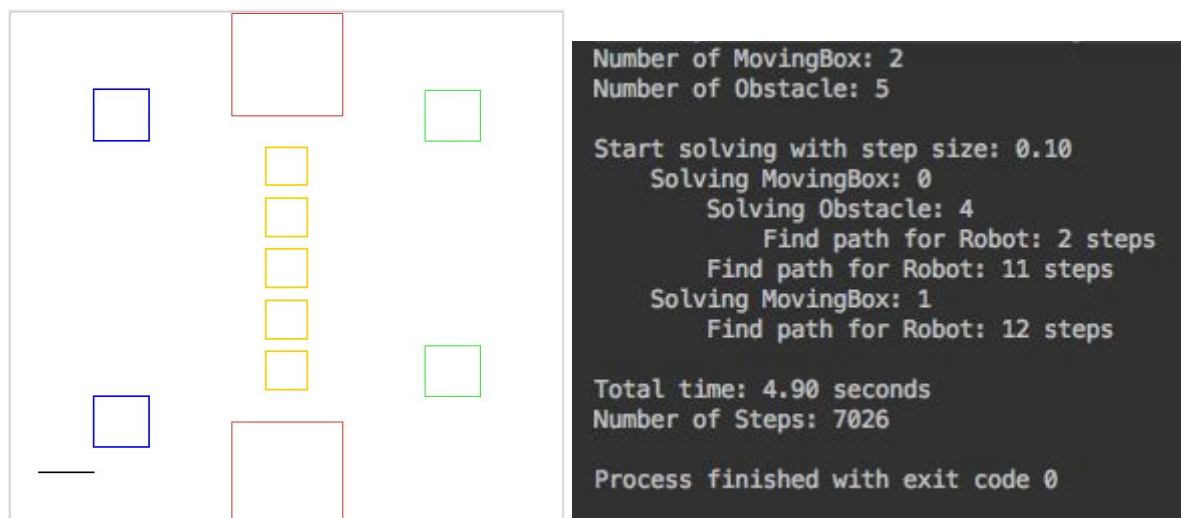 Number of MovingBox: 2
Number of Obstacle: 5
Start solving with step size: 0.10
Solving MovingBox: 0
Solving Obstacle: 4
Find path for Robot: 2 steps
Find path for Robot: 11 steps
Solving MovingBox: 1
Find path for Robot: 12 steps
Total time: 4.90 seconds
Number of Steps: 7026
Process finished with exit code 0